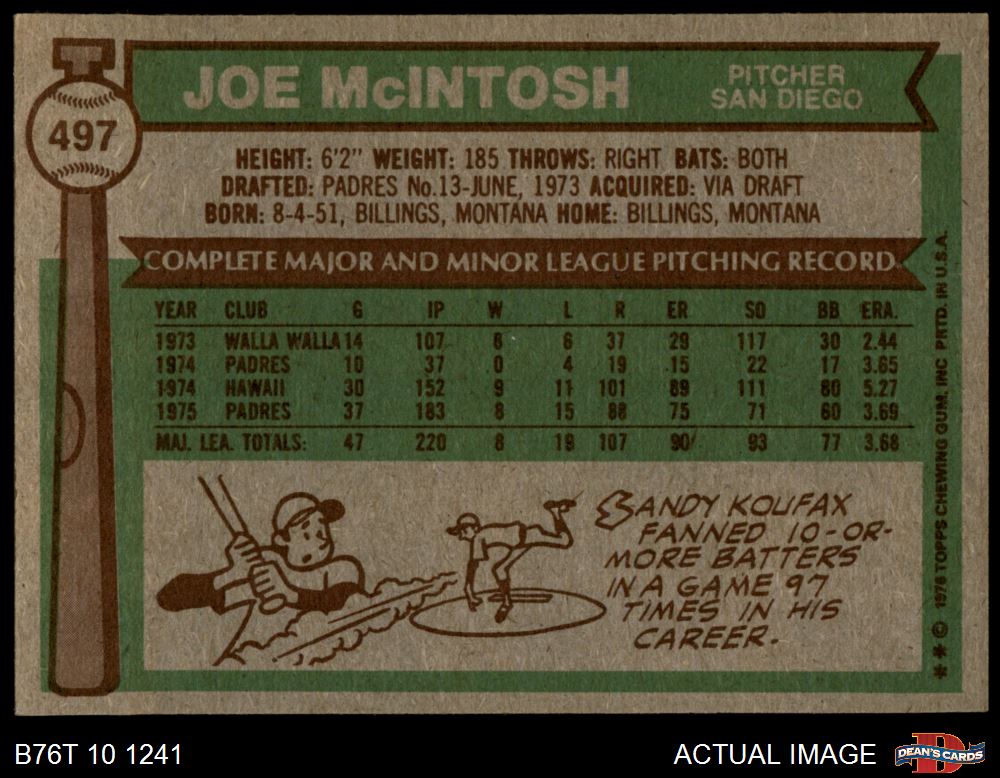 497
JOE McINTOSH
PITCHER
SAN DIEGO
HEIGHT: 6'2" WEIGHT: 185 THROWS: RIGHT BATS: BOTH
DRAFTED: PADRES No.13-JUNE, 1973 ACQUIRED: VIA DRAFT
BORN: 8-4-51, BILLINGS, MONTANA HOME: BILLINGS, MONTANA
COMPLETE MAJOR AND MINOR LEAGUE PITCHING RECORD
YEAR CLUB G IP W L R ER SO BB ERA.
1973 WALLA WALLA 14 107 6 6 37 29 117 30 2.44
1974 PADRES 10 37 0 4 19 15 22 17 3.65
1974 HAWAII 30 152 9 11 101 89 111 80 5.27
1975 PADRES 37 183 8 15 88 75 71 60 3.69
MAJ. LEA. TOTALS: 47 220 8 19 107 90 93 77 3.68
SANDY KOUFAX
FANNED 10-OR-
MORE BATTERS
IN A GAME 97
TIMES IN HIS
CAREER.
** © 1976 TOPPS CHEWING GUM, INC PRTD. IN U.S.A.
B76T 10 1241
ACTUAL IMAGE
DEAN'S CARDS